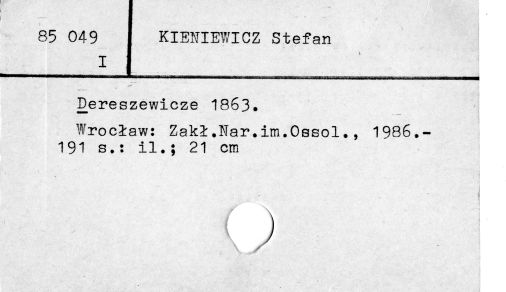 85 049 KIENIEWICZ Stefan
I
Dereszewicze 1863.
Wrocław: Zakł.Nar.im.Ossol., 1986.-
191 s.: il.; 21 cm